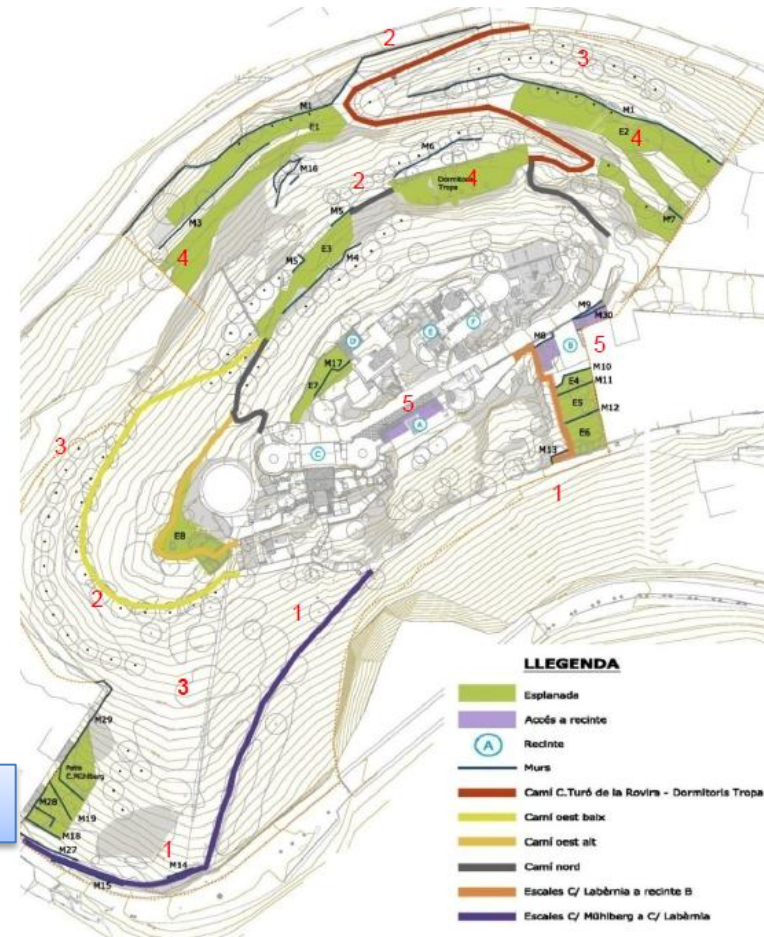 2
3
M1
E1
M1
E2
4
M6
M16
2
Dormitoris
Tropa
4
M3
M5
M7
4
E3
M5
M4
M9
M30
D
E
F
M8
B
5
M17
M10
E7
E4
M11
5
E5
M12
A
E6
3
C
M13
1
E8
2
1
3
LLEGENDA
Esplanada
Accés a recinte
A
Recinte
Murs
Camí C.Turó de la Rovira - Dormitoris Tropa
Camí oest baix
Camí oest alt
Camí nord
Escales C/ Labèrnia a recinte B
Escales C/ Mühlberg a C/ Labèrnia
M29
Patis
C.Mühlberg
M28
M19
M18
M27
1
M14
M15